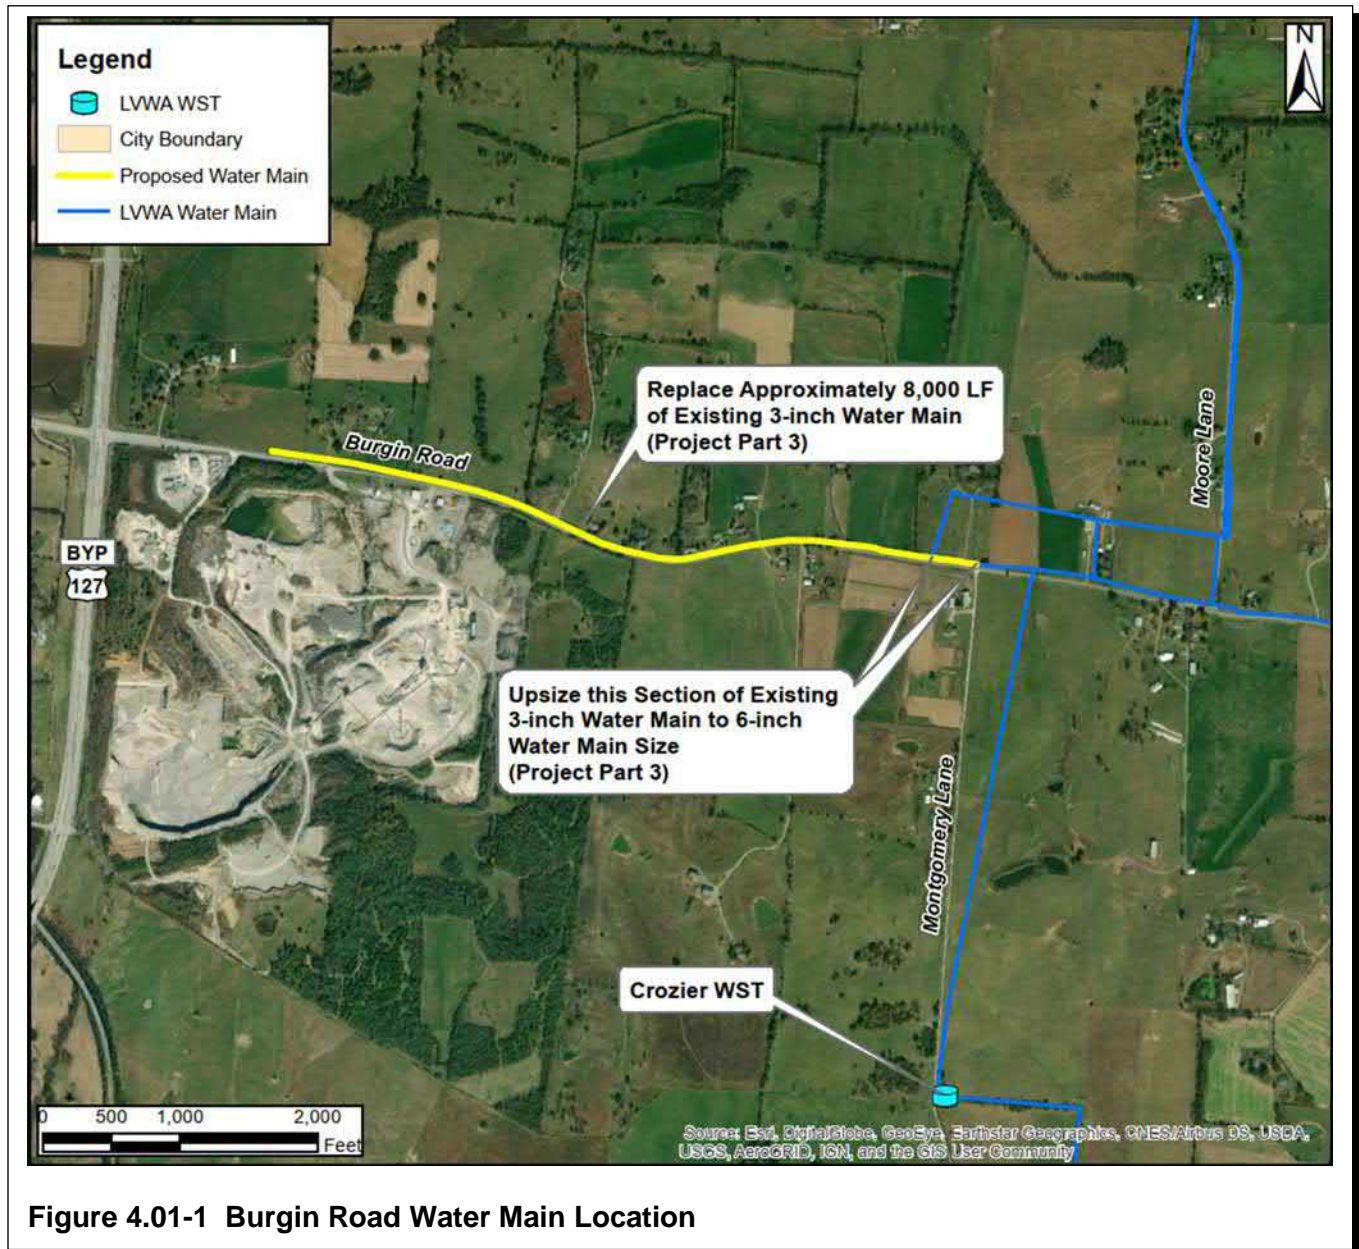 Legend
LVWA WST
City Boundary
Proposed Water Main
LVWA Water Main
N
Replace Approximately 8,000 LF
of Existing 3-inch Water Main
(Project Part 3)
Burgin Road
Moore Lane
BYP
127
Upsize this Section of Existing
3-inch Water Main to 6-inch
Water Main Size
(Project Part 3)
Montgomery Lane
Crozier WST
0 500 1,000 2,000
Feet
Source: Esri, DigitalGlobe, GeoEye, Earthstar Geographics, CNES/Airbus DS, USDA,
USGS, AeroGRID, IGN, and the GIS User Community
Figure 4.01-1 Burgin Road Water Main Location